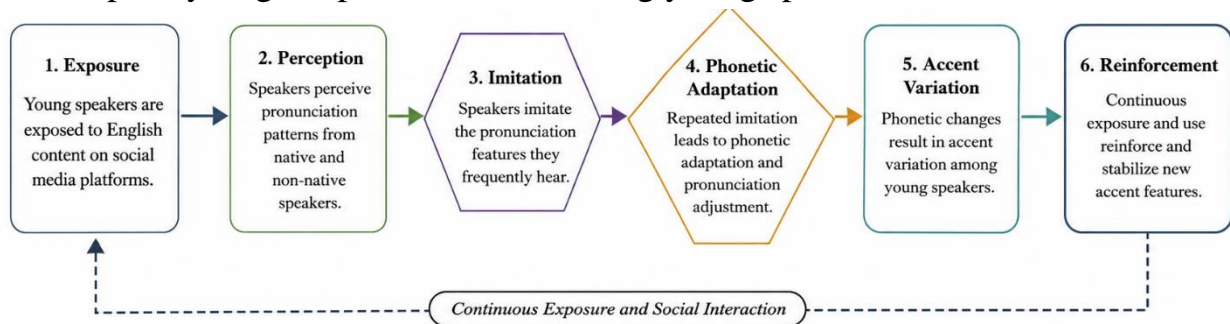 1. Exposure
Young speakers are
exposed to English
content on social
media platforms.
2. Perception
Speakers perceive
pronunciation
patterns from
native and
non-native
speakers.
3. Imitation
Speakers imitate
the pronunciation
features they
frequently hear.
4. Phonetic
Adaptation
Repeated imitation
leads to phonetic
adaptation and
pronunciation
adjustment.
5. Accent
Variation
Phonetic changes
result in accent
variation among
young speakers.
6. Reinforcement
Continuous
exposure and use
reinforce and
stabilize new
accent features.
Continuous Exposure and Social Interaction